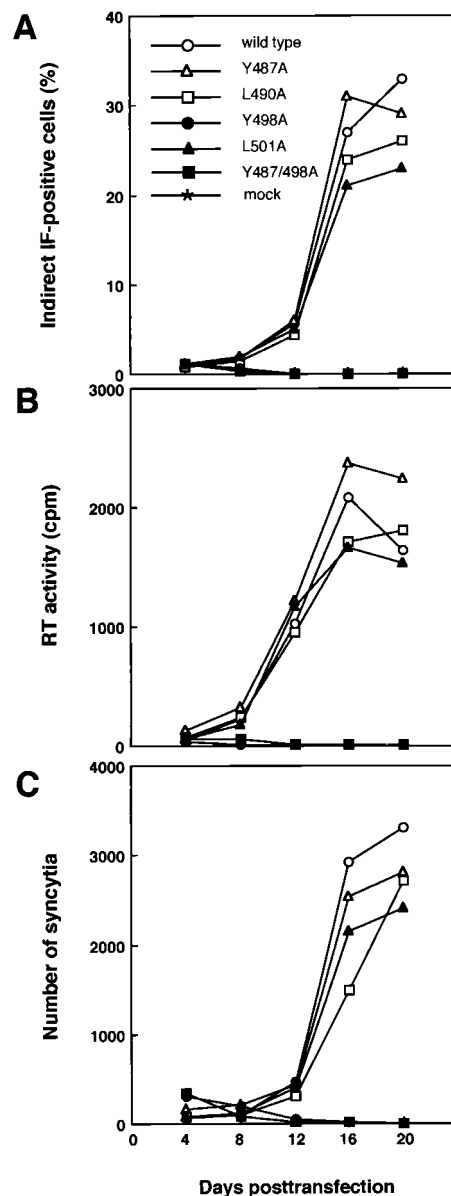 A
Indirect IF-positive cells (%)
40
30
20
10
0
wild type
Y487A
L490A
Y498A
L501A
Y487/498A
mock
B
RT activity (cpm)
3000
2000
1000
0
C
Number of syncytia
4000
3000
2000
1000
0
0 4 8 12 16 20
Days posttransfection